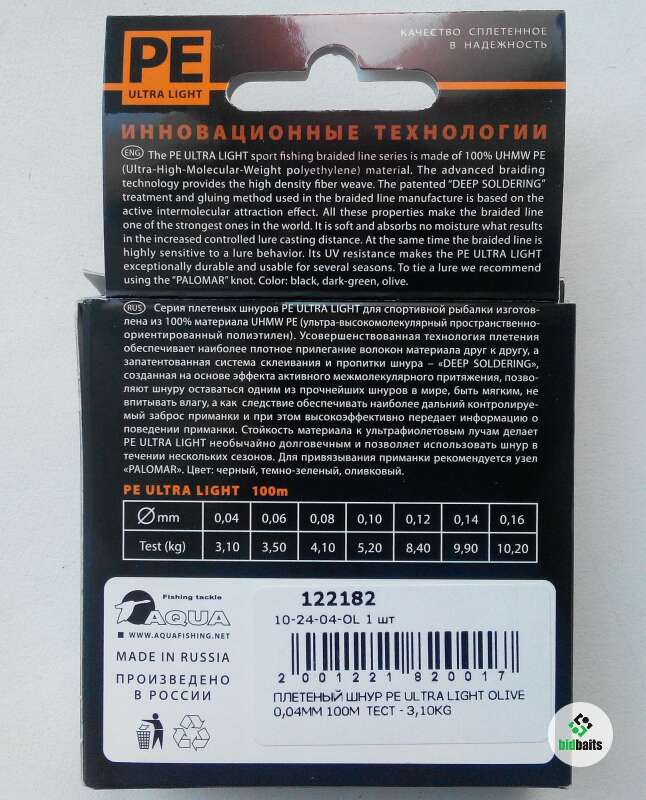 PE
ULTRA LIGHT
КАЧЕСТВО СПЛЕТЕННОЕ
В НАДЕЖНОСТЬ
ИННОВАЦИОННЫЕ ТЕХНОЛОГИИ
ENG The PE ULTRA LIGHT sport fishing braided line series is made of 100% UHMW PE
(Ultra-High-Molecular-Weight polyethylene) material. The advanced braiding
technology provides the high density fiber weave. The patented "DEEP SOLDERING"
treatment and gluing method used in the braided line manufacture is based on the
active intermolecular attraction effect. All these properties make the braided line
one of the strongest ones in the world. It is soft and absorbs no moisture what results
in the increased controlled lure casting distance. At the same time the braided line is
highly sensitive to a lure behavior. Its UV resistance makes the PE ULTRA LIGHT
exceptionally durable and usable for several seasons. To tie a lure we recommend
using the "PALOMAR" knot. Color: black, dark-green, olive.
RUS Серия плетеных шнуров PE ULTRA LIGHT для спортивной рыбалки изготов-
лена из 100% материала UHMW PE (ультра-высокомолекулярный пространственно-
ориентированный полиэтилен). Усовершенствованная технология плетения
обеспечивает наиболее плотное прилегание волокон материала друг к другу, а
запатентованная система склеивания и пропитки шнура – «DEEP SOLDERING»,
созданная на основе эффекта активного межмолекулярного притяжения, позво-
ляют шнуру оставаться одним из прочнейших шнуров в мире, быть мягким, не
впитывать влагу, а как следствие обеспечивать наиболее дальний контролируе-
мый заброс приманки и при этом высокоэффективно передает информацию о
поведении приманки. Стойкость материала к ультрафиолетовым лучам делает
PE ULTRA LIGHT необычайно долговечным и позволяет использовать шнур в
течении нескольких сезонов. Для привязывания приманки рекомендуется узел
«PALOMAR». Цвет: черный, темно-зеленый, оливковый.
PE ULTRA LIGHT 100m
Ø mm 0,04 0,06 0,08 0,10 0,12 0,14 0,16
Test (kg) 3,10 3,50 4,10 5,20 8,40 9,90 10,20
Fishing tackle
AQUA
WWW.AQUAFISHING.NET
MADE IN RUSSIA
ПРОИЗВЕДЕНО
В РОССИИ
122182
10-24-04-OL 1 шт
2 001221 820017
ПЛЕТЕНЫЙ ШНУР PE ULTRA LIGHT OLIVE
0,04ММ 100М ТЕСТ - 3,10KG
bidbaits